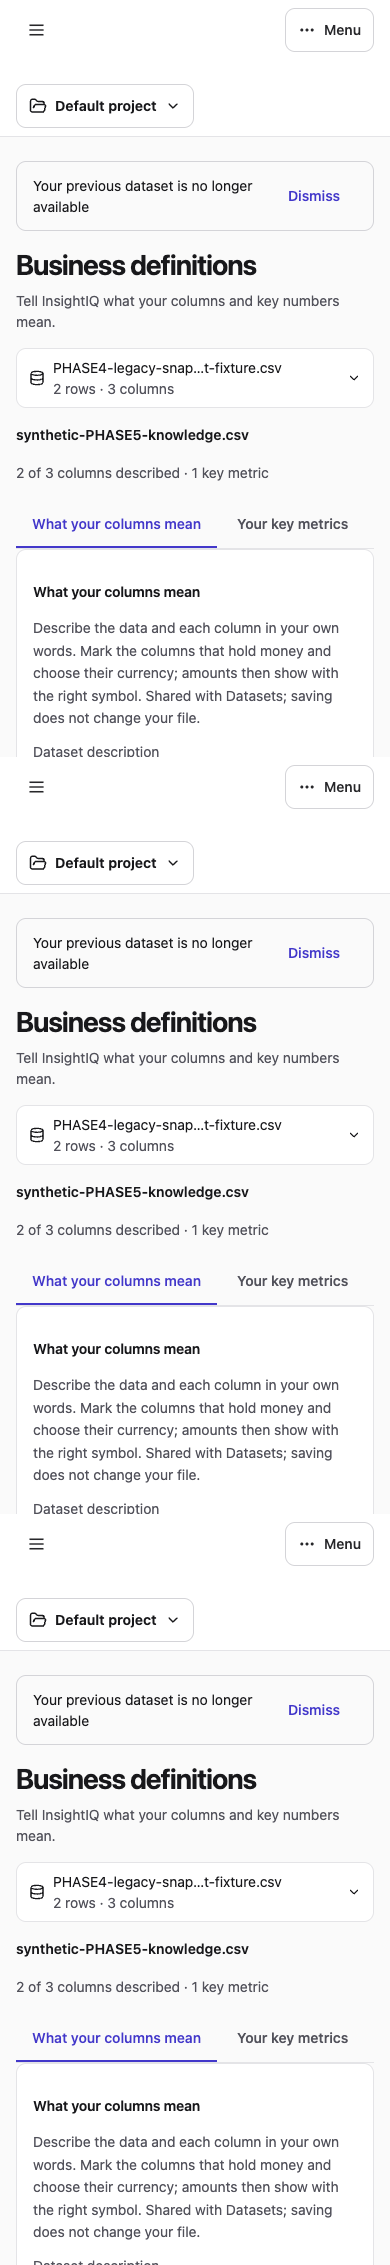 Menu
Default project
Your previous dataset is no longer
available
Dismiss
Business definitions
Tell InsightIQ what your columns and key numbers
mean.
PHASE4-legacy-snap...t-fixture.csv
2 rows · 3 columns
synthetic-PHASE5-knowledge.csv
2 of 3 columns described · 1 key metric
What your columns mean
Your key metrics
What your columns mean
Describe the data and each column in your own
words. Mark the columns that hold money and
choose their currency; amounts then show with
the right symbol. Shared with Datasets; saving
does not change your file.
Dataset description
Menu
Default project
Your previous dataset is no longer
available
Dismiss
Business definitions
Tell InsightIQ what your columns and key numbers
mean.
PHASE4-legacy-snap...t-fixture.csv
2 rows · 3 columns
synthetic-PHASE5-knowledge.csv
2 of 3 columns described · 1 key metric
What your columns mean
Your key metrics
What your columns mean
Describe the data and each column in your own
words. Mark the columns that hold money and
choose their currency; amounts then show with
the right symbol. Shared with Datasets; saving
does not change your file.
Dataset description
Menu
Default project
Your previous dataset is no longer
available
Dismiss
Business definitions
Tell InsightIQ what your columns and key numbers
mean.
PHASE4-legacy-snap...t-fixture.csv
2 rows · 3 columns
synthetic-PHASE5-knowledge.csv
2 of 3 columns described · 1 key metric
What your columns mean
Your key metrics
What your columns mean
Describe the data and each column in your own
words. Mark the columns that hold money and
choose their currency; amounts then show with
the right symbol. Shared with Datasets; saving
does not change your file.
Dataset description